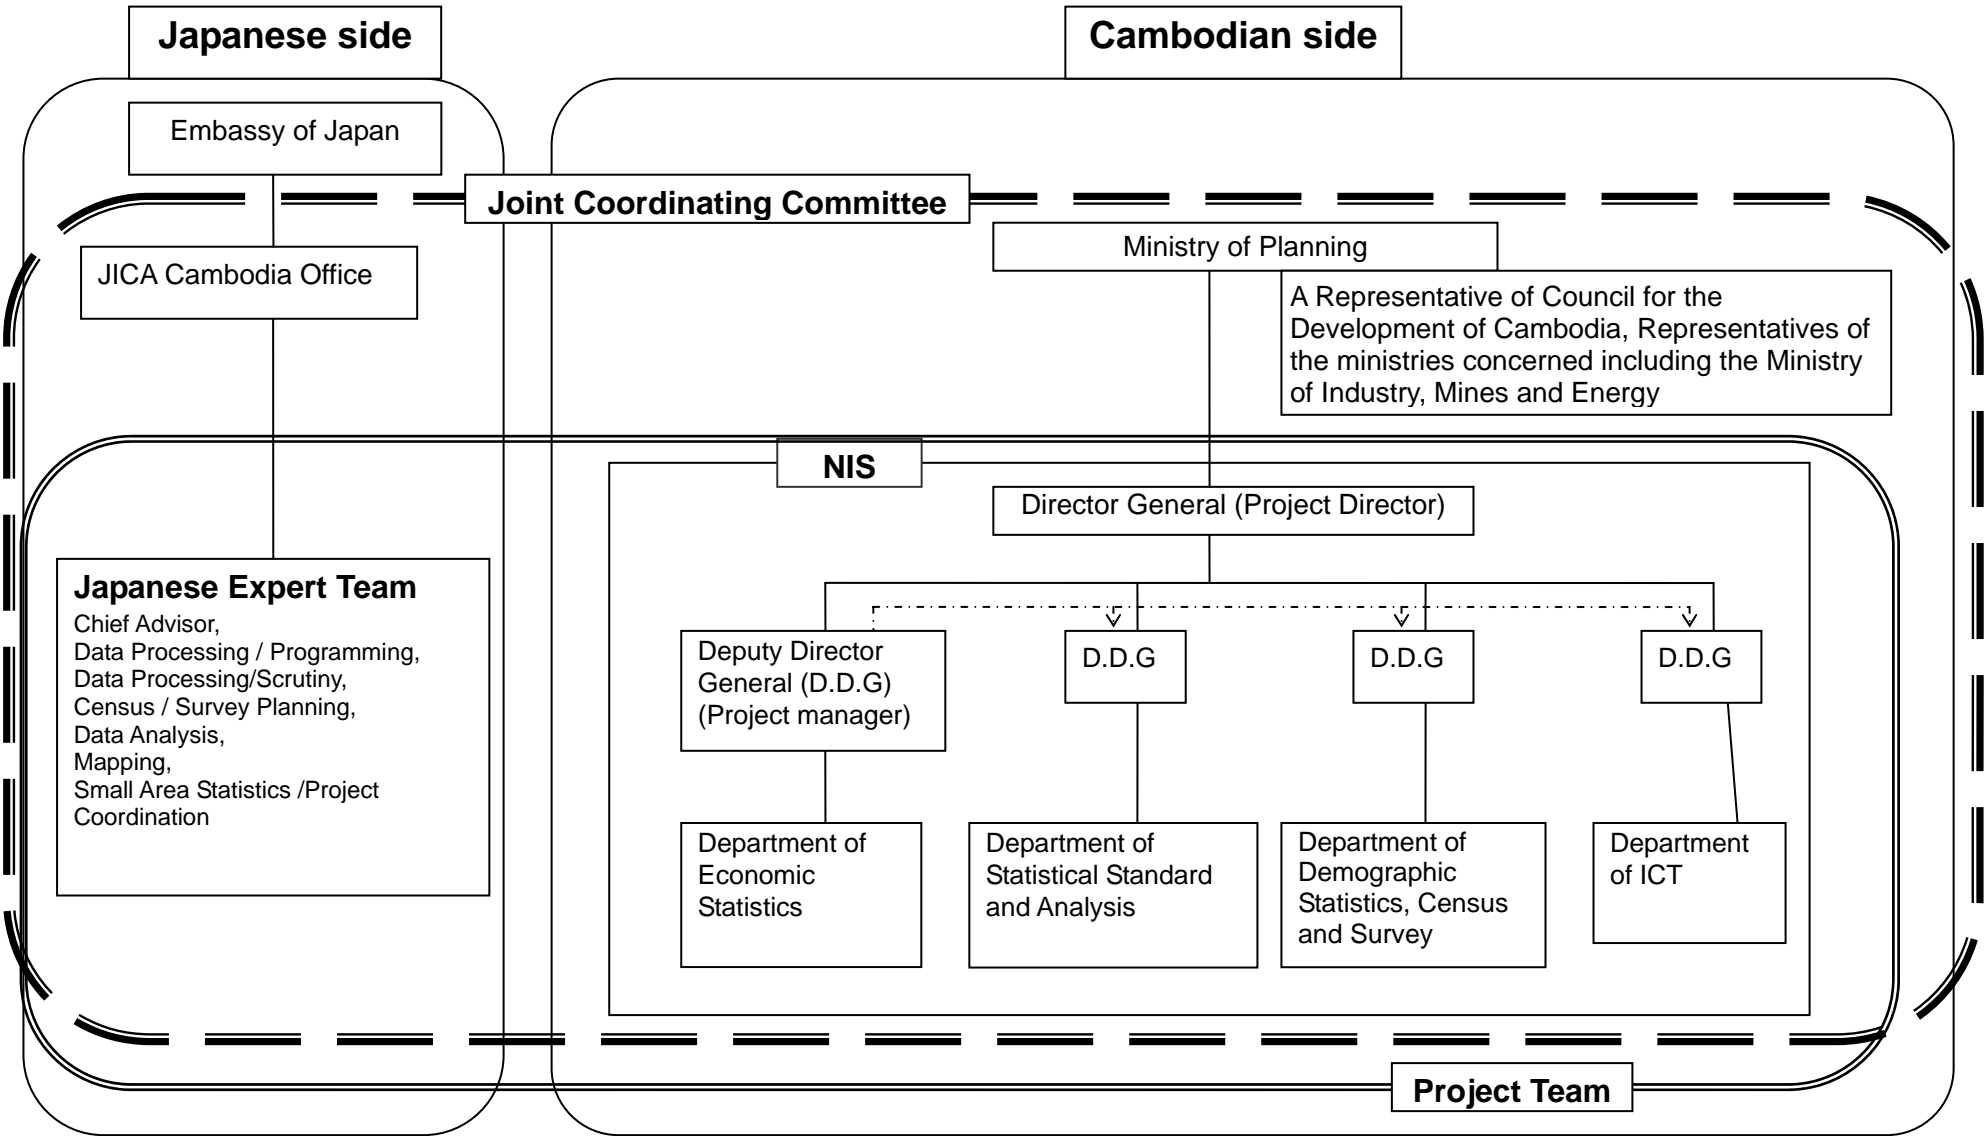 Japanese side
Cambodian side
Embassy of Japan
Joint Coordinating Committee
JICA Cambodia Office
Ministry of Planning
A Representative of Council for the
Development of Cambodia, Representatives of
the ministries concerned including the Ministry
of Industry, Mines and Energy
NIS
Director General (Project Director)
Japanese Expert Team
Chief Advisor,
Data Processing / Programming,
Data Processing/Scrutiny,
Census / Survey Planning,
Data Analysis,
Mapping,
Small Area Statistics /Project
Coordination
Deputy Director
General (D.D.G)
(Project manager)
D.D.G
D.D.G
D.D.G
Department of
Economic
Statistics
Department of
Statistical Standard
and Analysis
Department of
Demographic
Statistics, Census
and Survey
Department
of ICT
Project Team